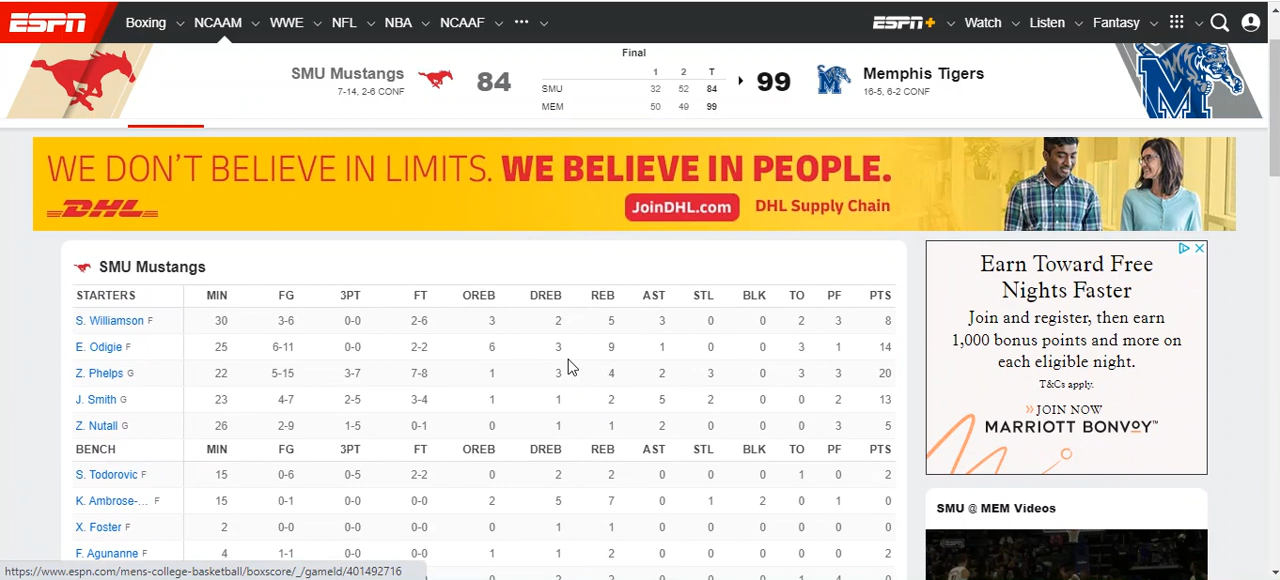 ESPN Boxing NCAAM WWE NFL NBA NCAAF ••• ESPN+ Watch Listen Fantasy
Final
SMU Mustangs 84 1 2 T 99 Memphis Tigers
7-14, 2-6 CONF SMU 32 52 84 16-5, 6-2 CONF
MEM 50 49 99
WE DON'T BELIEVE IN LIMITS. WE BELIEVE IN PEOPLE.
DHL JoinDHL.com DHL Supply Chain
SMU Mustangs
STARTERS MIN FG 3PT FT OREB DREB REB AST STL BLK TO PF PTS
S. Williamson F 30 3-6 0-0 2-6 3 2 5 3 0 0 2 3 8
E. Odigie F 25 6-11 0-0 2-2 6 3 9 1 0 0 3 1 14
Z. Phelps G 22 5-15 3-7 7-8 1 3 4 2 3 0 3 3 20
J. Smith G 23 4-7 2-5 3-4 1 1 2 5 2 0 0 2 13
Z. Nutall G 26 2-9 1-5 0-1 0 1 1 2 0 0 0 3 5
BENCH MIN FG 3PT FT OREB DREB REB AST STL BLK TO PF PTS
S. Todorovic F 15 0-6 0-5 2-2 0 2 2 0 0 0 1 0 2
K. Ambrose-... F 15 0-1 0-0 0-0 2 5 7 0 1 2 0 1 0
X. Foster F 2 0-0 0-0 0-0 0 1 1 0 0 0 0 0 0
F. Agunanne F 4 1-1 0-0 0-0 1 1 2 0 0 0 0 0 2
Earn Toward Free
Nights Faster
Join and register, then earn
1,000 bonus points and more on
each eligible night.
T&Cs apply.
JOIN NOW
MARRIOTT BONVOY™
SMU @ MEM Videos
https://www.espn.com/mens-college-basketball/boxscore/_/gameId/401492716